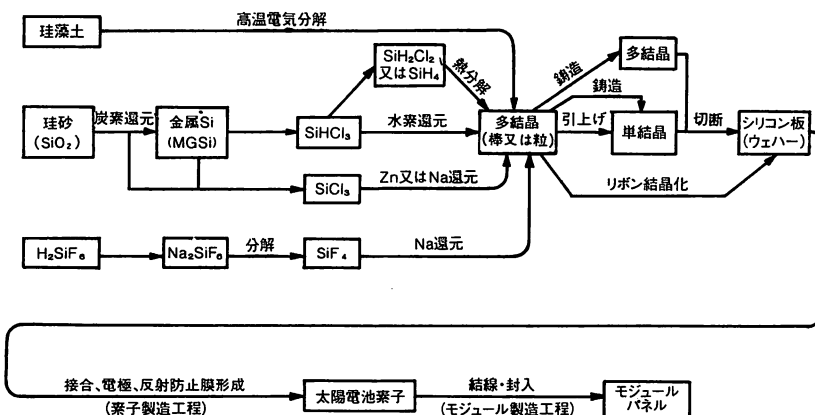 高温電気分解
珪藻土
SiH₂Cl₂
又はSiH₄
熱分解
鋳造
多結晶
鋳造
珪砂
(SiO₂)
炭素還元
金属Si
(MGSi)
SiHCl₃
水素還元
多結晶
(棒又は粒)
引上げ
単結晶
切断
シリコン板
(ウェハー)
SiCl₃
Zn又はNa還元
リボン結晶化
H₂SiF₆
Na₂SiF₆
分解
SiF₄
Na還元
接合、電極、反射防止膜形成
(素子製造工程)
太陽電池素子
結線・封入
(モジュール製造工程)
モジュール
パネル